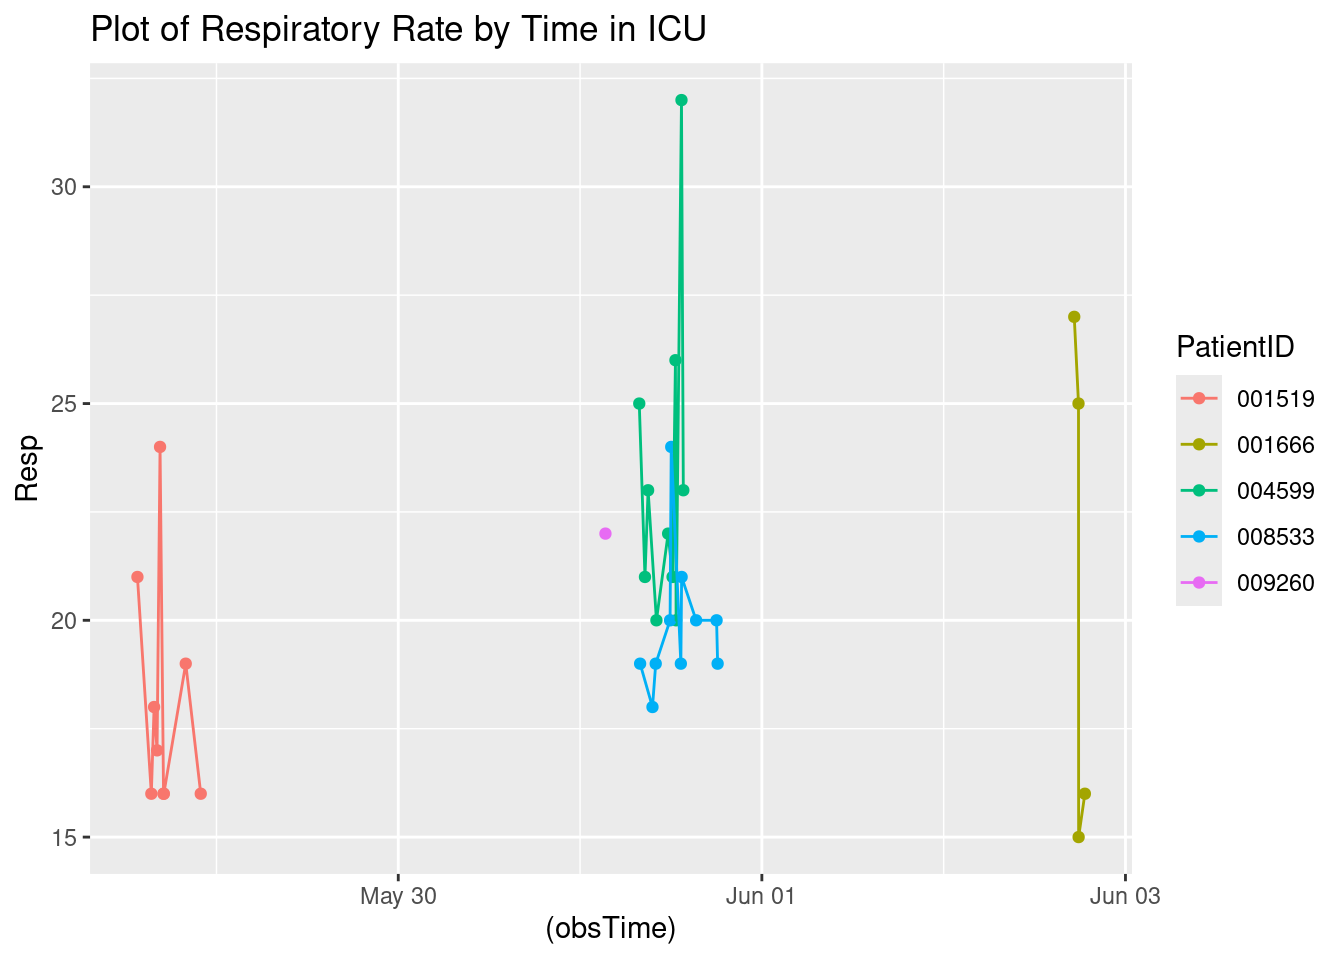 Plot of Respiratory Rate by Time in ICU
Resp
30
25
20
15
May 30
Jun 01
Jun 03
(obsTime)
PatientID
001519
001666
004599
008533
009260